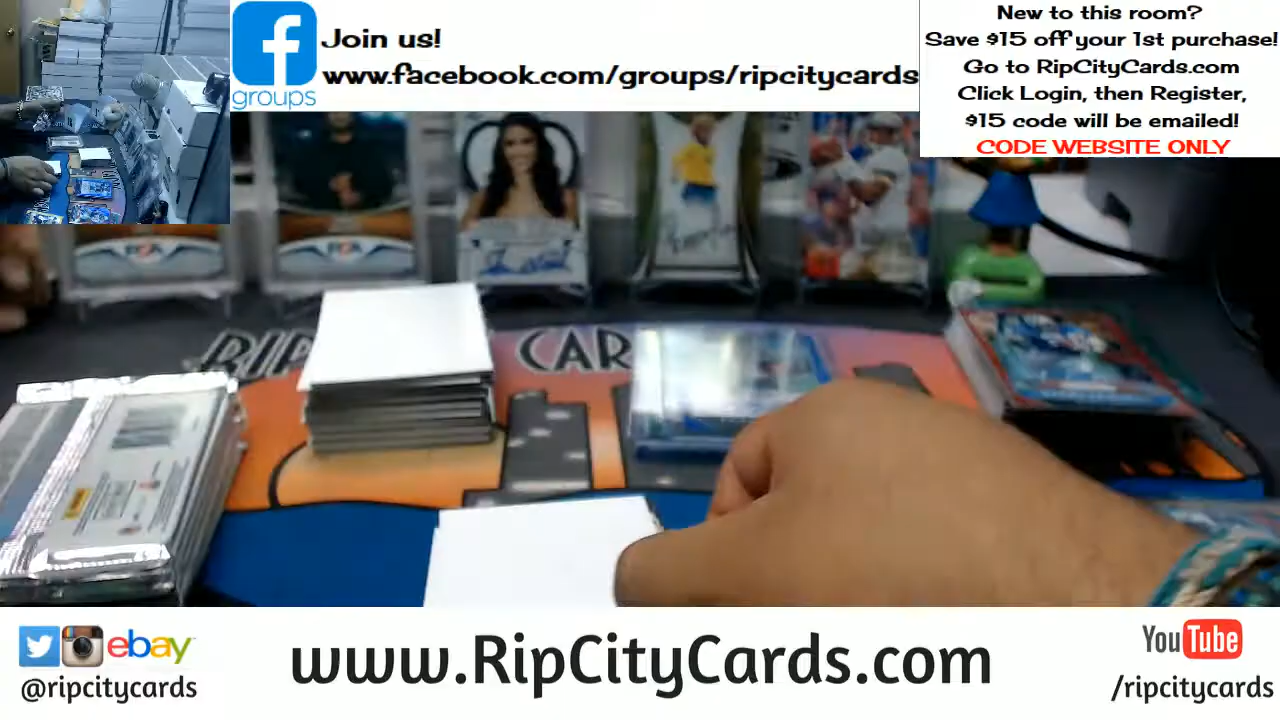 groups
Join us!
www.facebook.com/groups/ripcitycards
New to this room?
Save $15 off your 1st purchase!
Go to RipCityCards.com
Click Login, then Register,
$15 code will be emailed!
CODE WEBSITE ONLY
RIP CAR
ebay
@ripcitycards
www.RipCityCards.com
YouTube
/ripcitycards